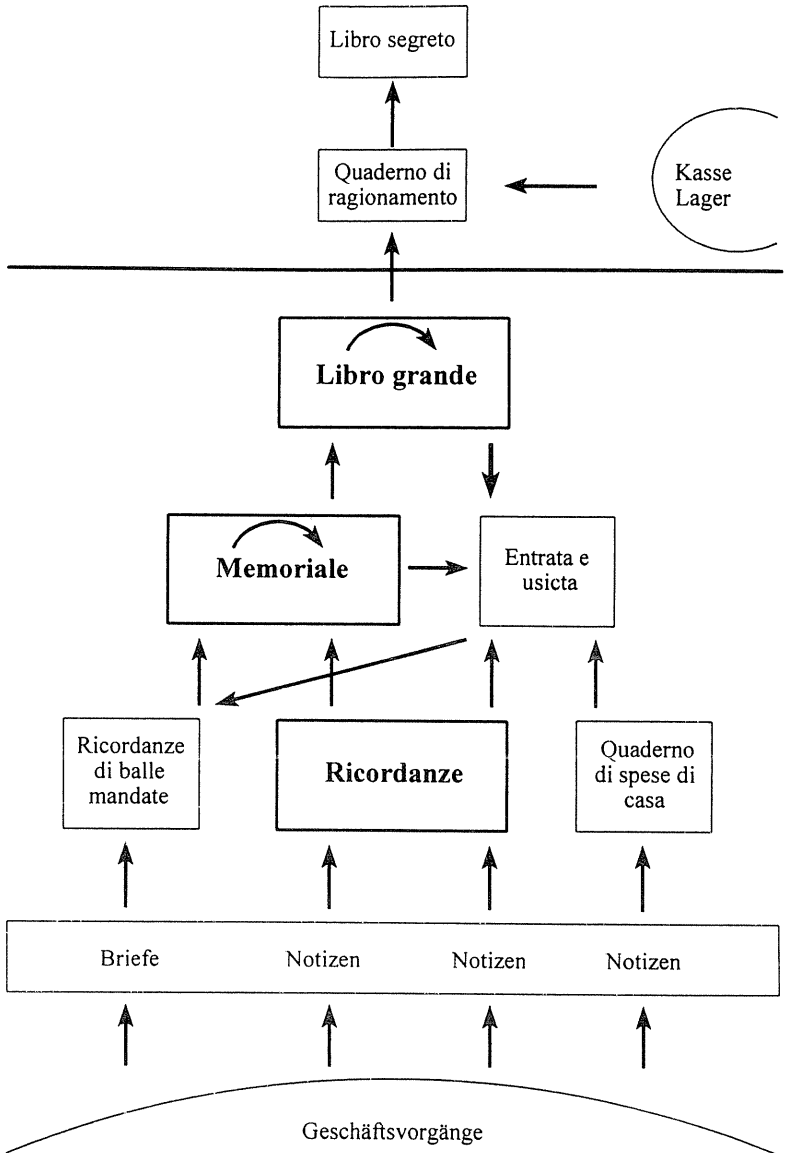 Libro segreto
Quaderno di
ragionamento
Kasse
Lager
Libro grande
Memoriale
Entrata e
usicta
Ricordanze
di balle
mandate
Ricordanze
Quaderno
di spese di
casa
Briefe
Notizen
Notizen
Notizen
Geschäftsvorgänge